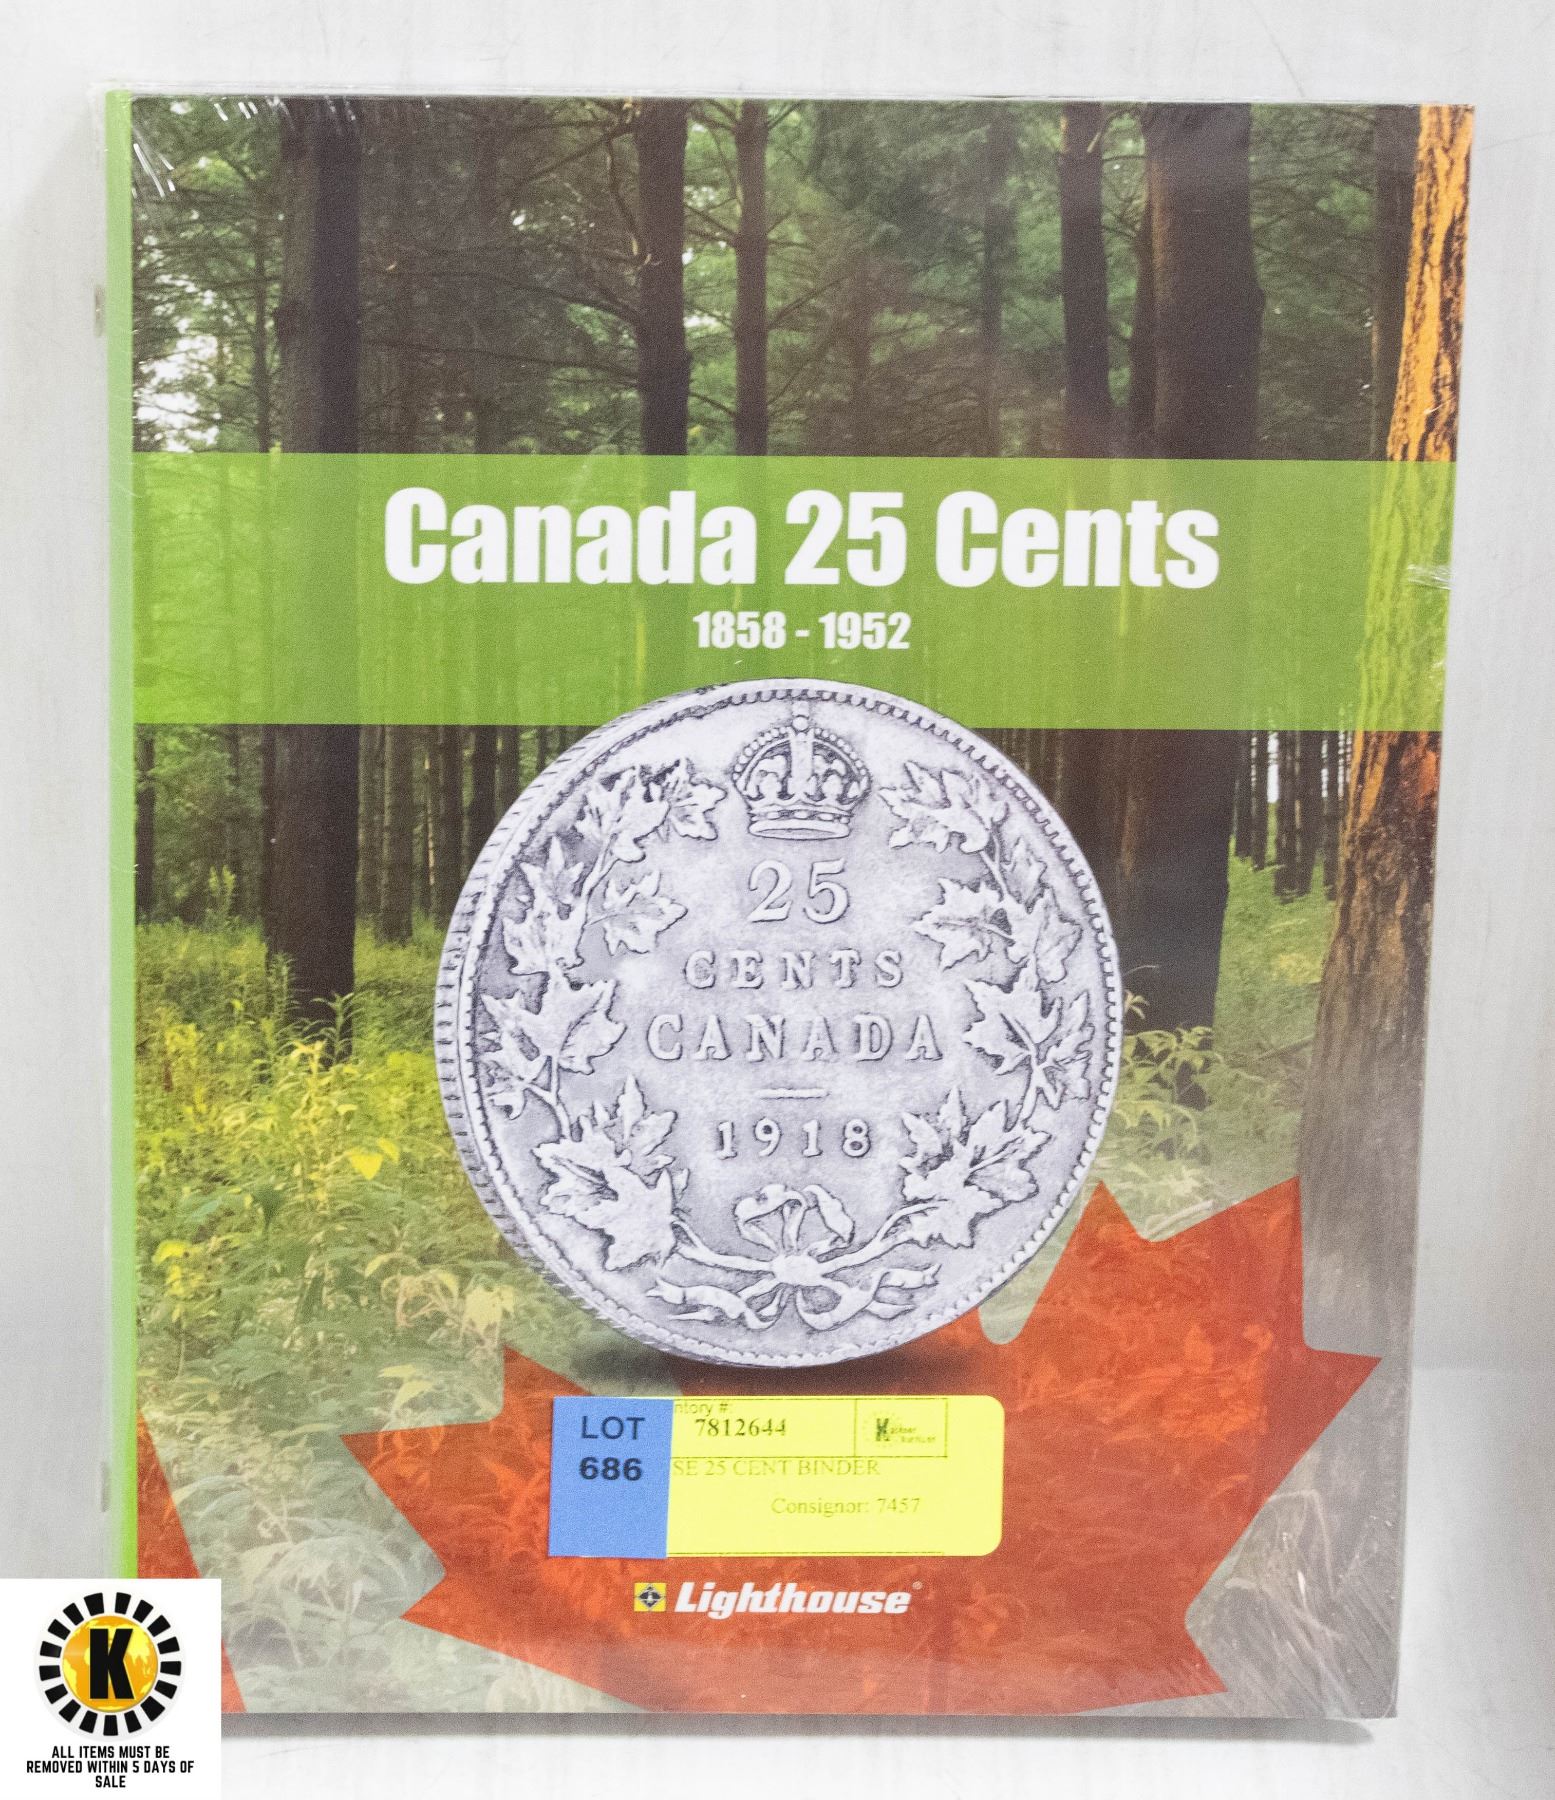 Canada 25 Cents
1858 - 1952
25
CENTS
CANADA
1918
LOT
686
ntory #:
7812644
SE 25 CENT BINDER
Consignor: 7457
Lighthouse®
K
ALL ITEMS MUST BE
REMOVED WITHIN 5 DAYS OF
SALE